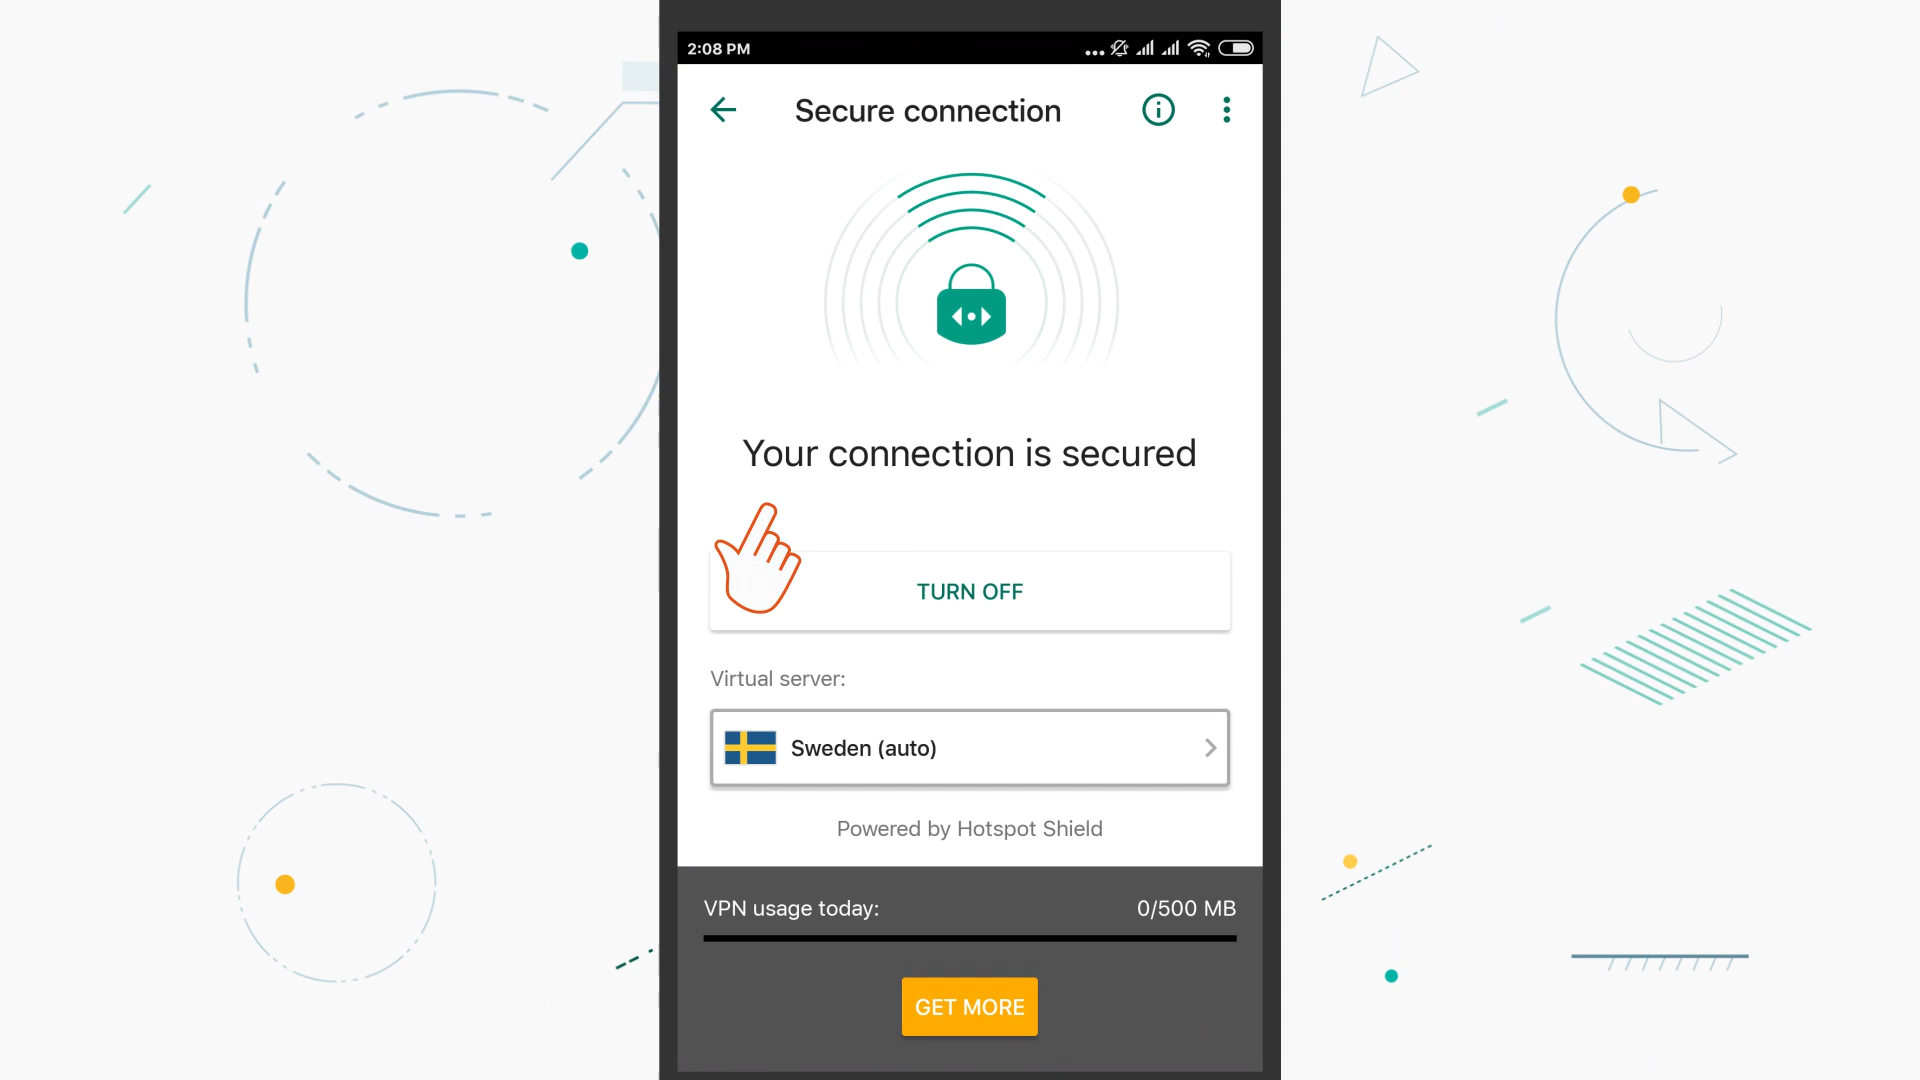 2:08 PM
Secure connection
Your connection is secured
TURN OFF
Virtual server:
Sweden (auto)
Powered by Hotspot Shield
VPN usage today: 0/500 MB
GET MORE